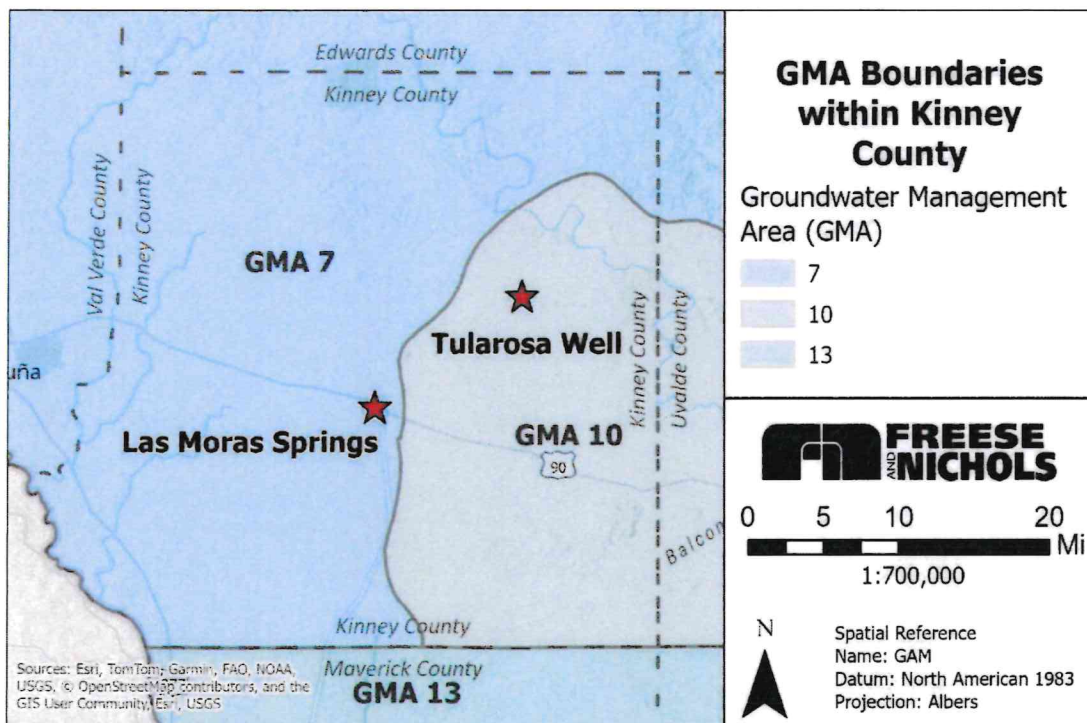 Edwards County
Kinney County
Val Verde County
Kinney County
GMA 7
Tularosa Well
Kinney County
Uvalde County
uña
Las Moras Springs
GMA 10
90
Balcon
Kinney County
Maverick County
GMA 13
Sources: Esri, TomTom, Garmin, FAO, NOAA,
USGS, © OpenStreetMap contributors, and the
GIS User Community, Esri, USGS
GMA Boundaries
within Kinney
County
Groundwater Management
Area (GMA)
7
10
13
FREESE
AND
NICHOLS
0 5 10 20
Mi
1:700,000
N
Spatial Reference
Name: GAM
Datum: North American 1983
Projection: Albers